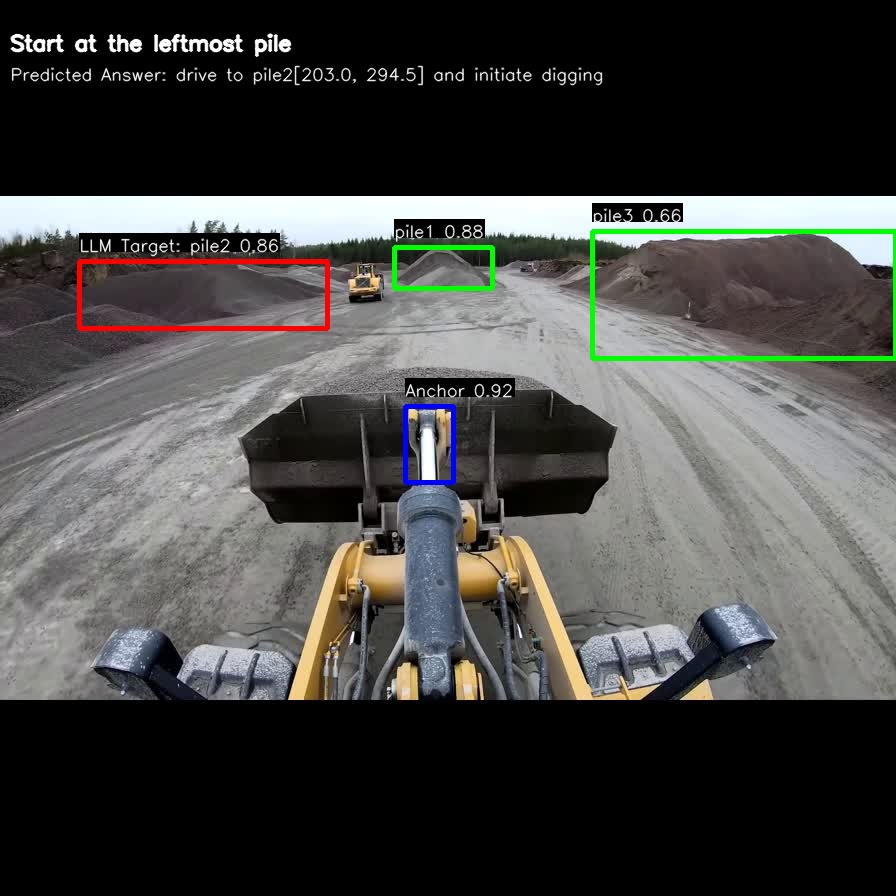 Start at the leftmost pile
Predicted Answer: drive to pile2[203.0, 294.5] and initiate digging
pile3 0.66
pile1 0.88
LLM Target: pile2 0.86
Anchor 0.92